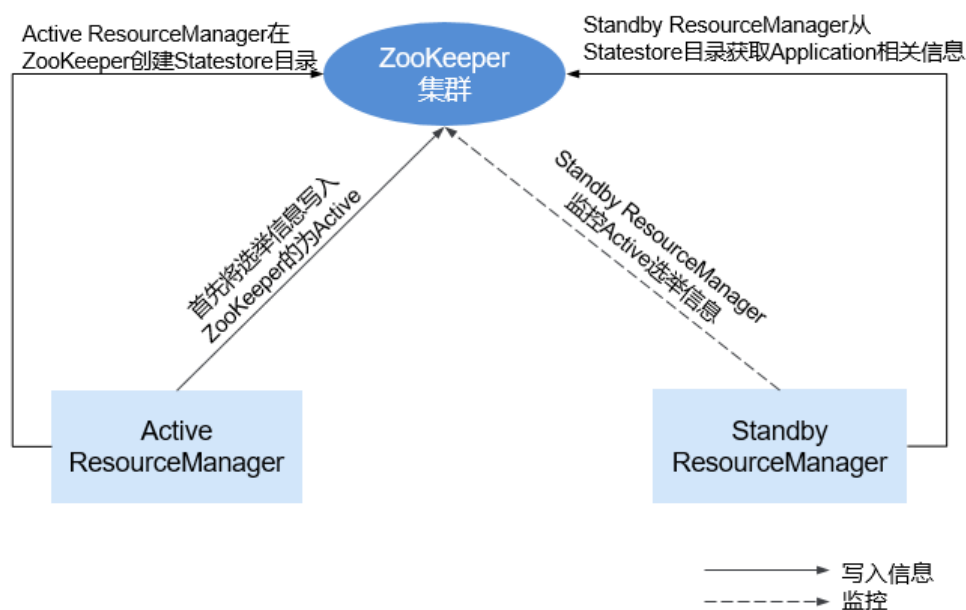 Active ResourceManager在
ZooKeeper创建Statestore目录
ZooKeeper
集群
Standby ResourceManager从
Statestore目录获取Application相关信息
首先将选举信息写入
ZooKeeper的为Active
Standby ResourceManager
监控Active选举信息
Active
ResourceManager
Standby
ResourceManager
写入信息
监控